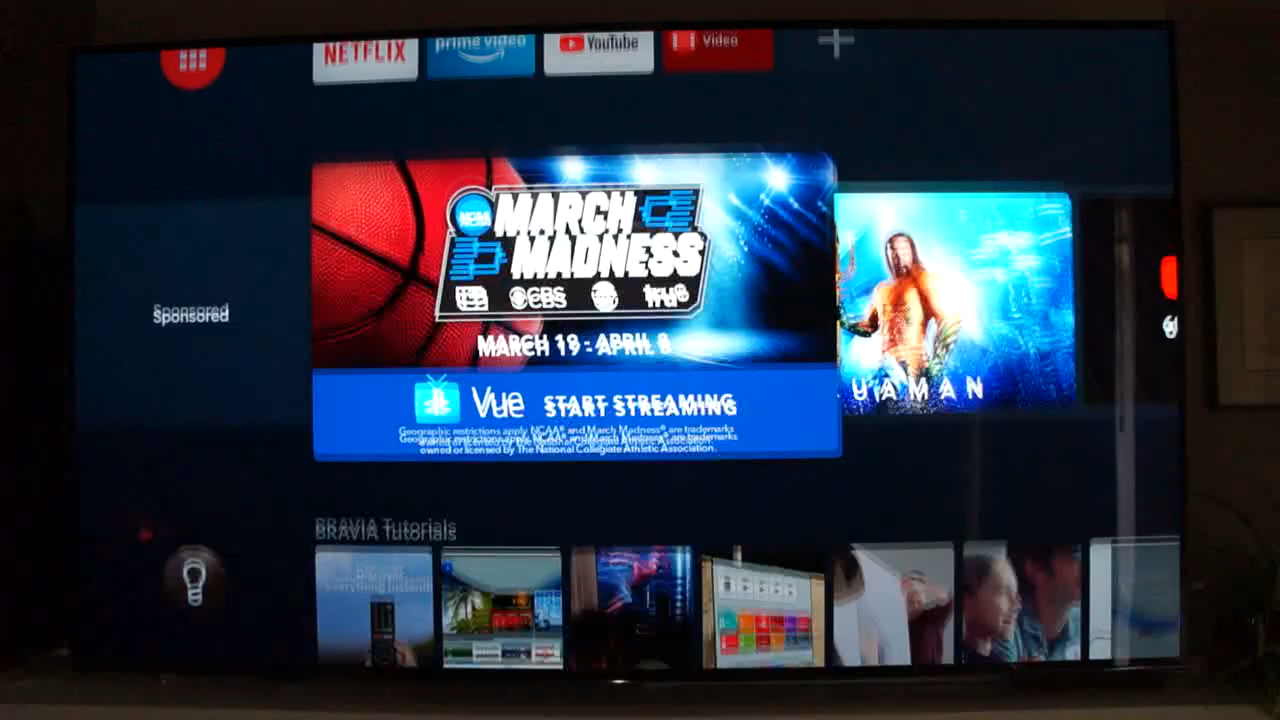 NETFLIX
prime video
YouTube
Video
NCAA
MARCH
MADNESS
CBS
tru
MARCH 19 - APRIL 8
Sponsored
UAMAN
Vue START STREAMING
Geographic restrictions apply. NCAA® and March Madness® are trademarks
owned or licensed by The National Collegiate Athletic Association.
BRAVIA Tutorials